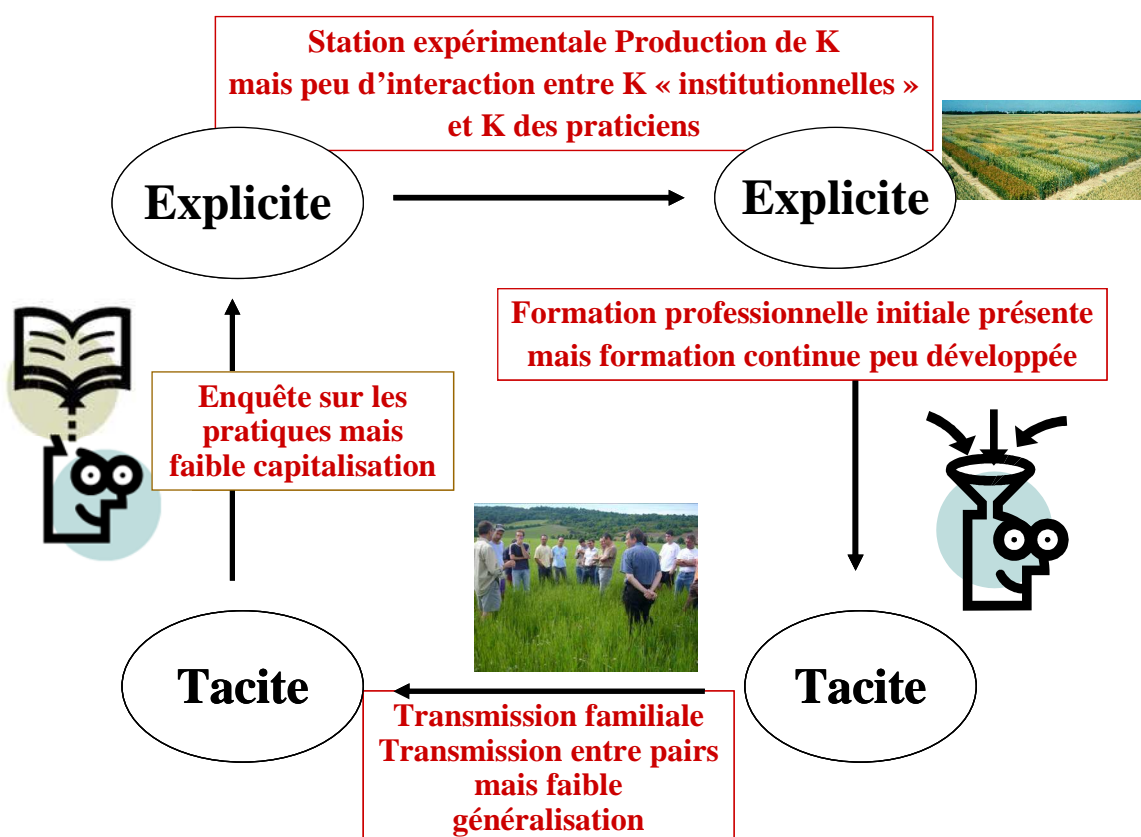 Station expérimentale Production de K
mais peu d'interaction entre K « institutionnelles »
et K des praticiens
Explicite
Explicite
Formation professionnelle initiale présente
mais formation continue peu développée
Enquête sur les
pratiques mais
faible capitalisation
Tacite
Tacite
Transmission familiale
Transmission entre pairs
mais faible
généralisation